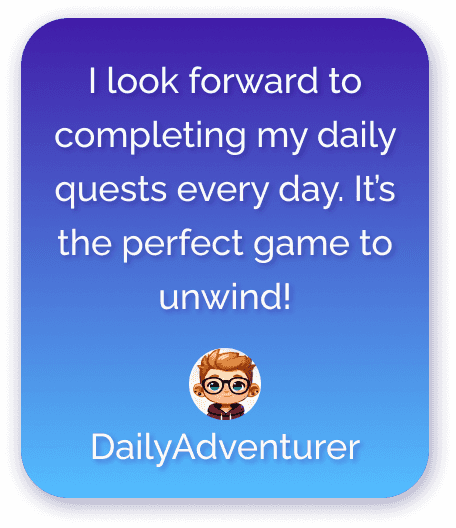 I look forward to
completing my daily
quests every day. It’s
the perfect game to
unwind!
DailyAdventurer